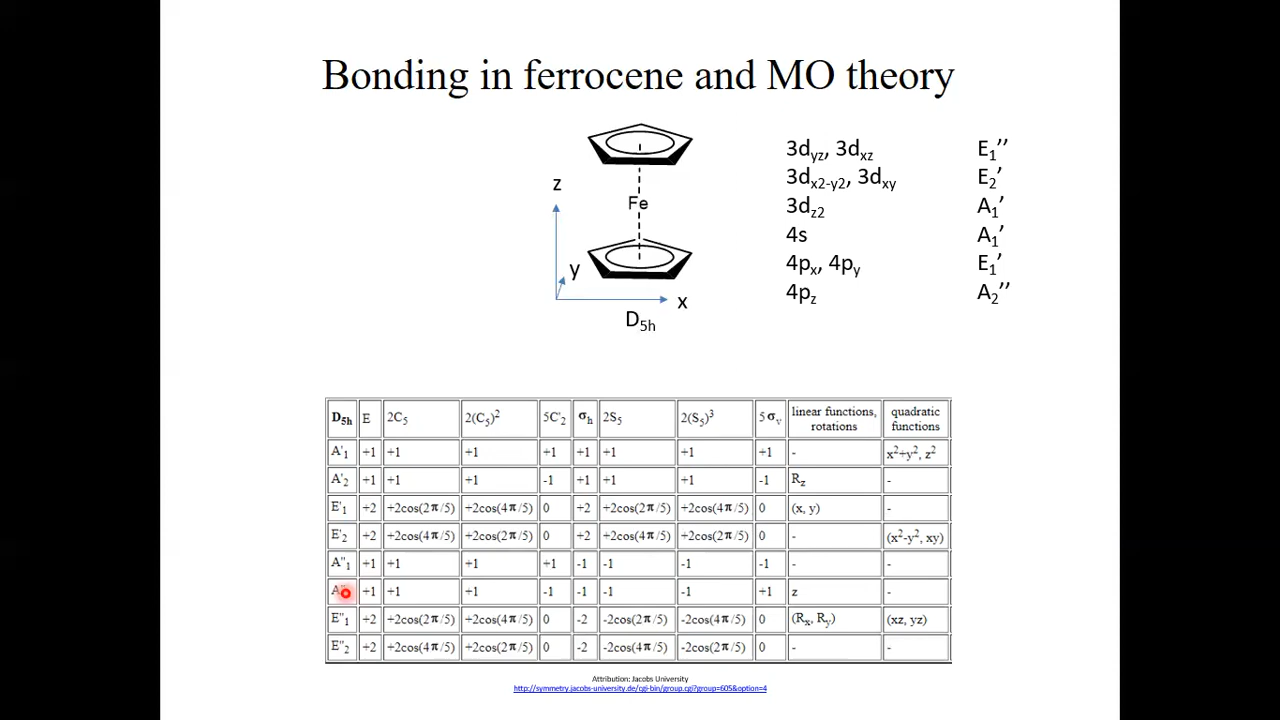 Bonding in ferrocene and MO theory
z
Fe
y
x
D5h
3dyz, 3dxz E1’’
3dx2-y2, 3dxy E2’
3dz2 A1’
4s A1’
4px, 4py E1’
4pz A2’’
D5h E 2C5 2(C5)² 5C'2 σh 2S5 2(S5)³ 5σv linear functions, rotations quadratic functions
A'1 +1 +1 +1 +1 +1 +1 +1 +1 - x²+y², z²
A'2 +1 +1 +1 -1 +1 +1 +1 -1 Rz -
E'1 +2 +2cos(2π/5) +2cos(4π/5) 0 +2 +2cos(2π/5) +2cos(4π/5) 0 (x, y) -
E'2 +2 +2cos(4π/5) +2cos(2π/5) 0 +2 +2cos(4π/5) +2cos(2π/5) 0 - (x²-y², xy)
A''1 +1 +1 +1 +1 -1 -1 -1 -1 - -
A'' +1 +1 +1 -1 -1 -1 -1 +1 z -
E''1 +2 +2cos(2π/5) +2cos(4π/5) 0 -2 -2cos(2π/5) -2cos(4π/5) 0 (Rx, Ry) (xz, yz)
E''2 +2 +2cos(4π/5) +2cos(2π/5) 0 -2 -2cos(4π/5) -2cos(2π/5) 0 - -
Attribution: Jacobs University
http://symmetry.jacobs-university.de/cgi-bin/group.cgi?group=605&option=4